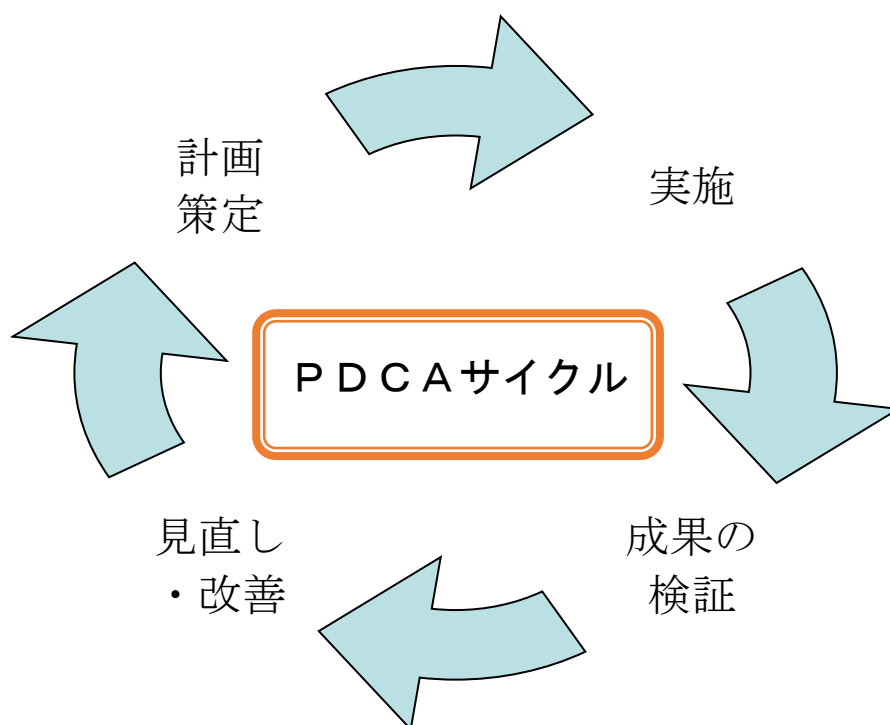 計画
策定
実施
ＰＤＣＡサイクル
見直し
・改善
成果の
検証